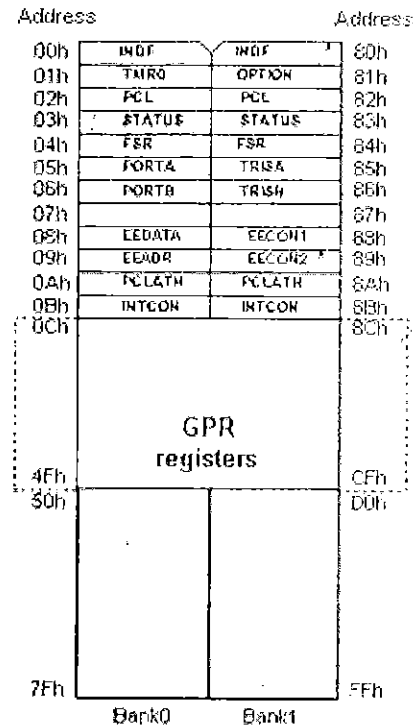 Address Address
00h INDF INDF 80h
01h TMR0 OPTION 81h
02h PCL PCL 82h
03h STATUS STATUS 83h
04h FSR FSR 84h
05h PORTA TRISA 85h
06h PORTB TRISB 86h
07h 87h
08h EEDATA EECON1 88h
09h EEADR EECON2 89h
0Ah PCLATH PCLATH 8Ah
0Bh INTCON INTCON 8Bh
0Ch 8Ch
GPR
registers
4Fh CFh
50h D0h
7Fh FFh
Bank0 Bank1